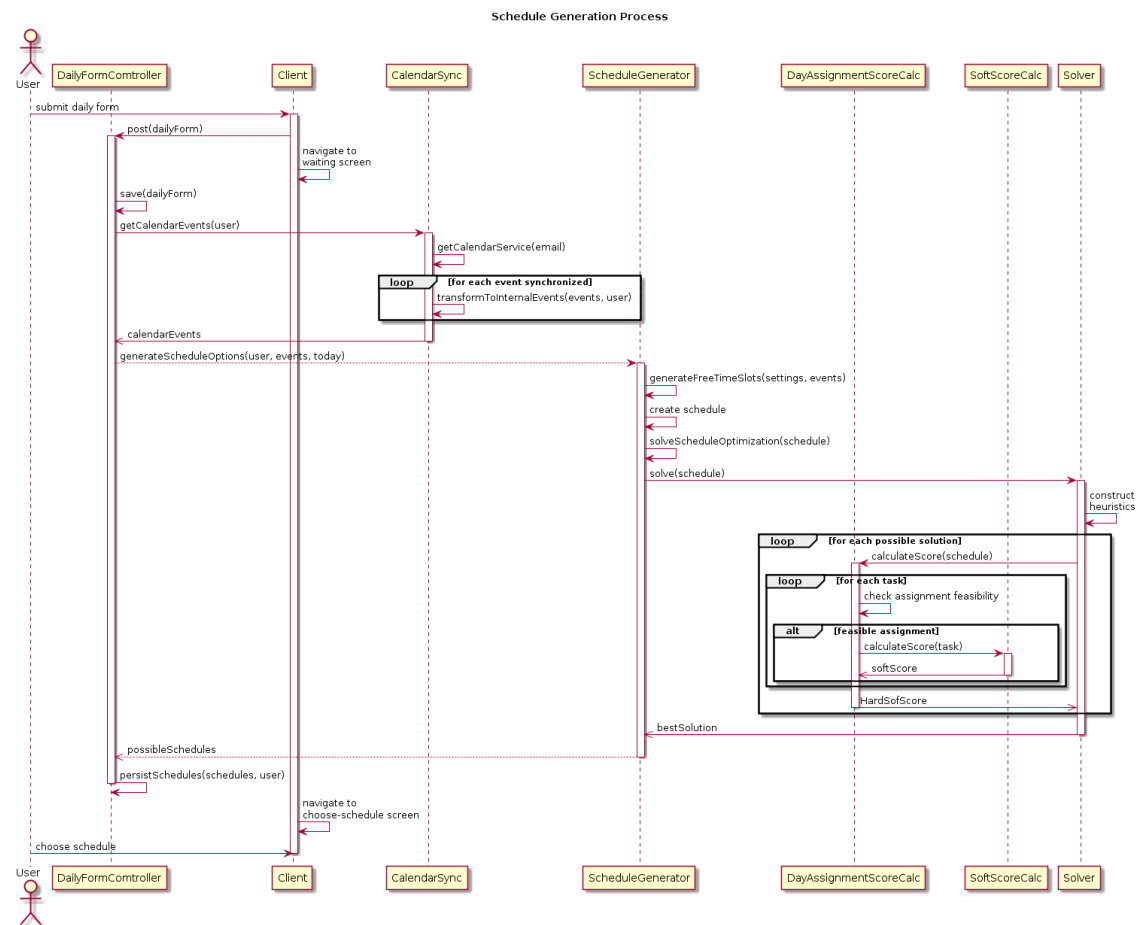 Schedule Generation Process
User
DailyFormComtroller
Client
CalendarSync
ScheduleGenerator
DayAssignmentScoreCalc
SoftScoreCalc
Solver
submit daily form
post(dailyForm)
navigate to
waiting screen
save(dailyForm)
getCalendarEvents(user)
getCalendarService(email)
loop
[for each event synchronized]
transformToInternalEvents(events, user)
calendarEvents
generateScheduleOptions(user, events, today)
generateFreeTimeSlots(settings, events)
create schedule
solveScheduleOptimization(schedule)
solve(schedule)
construct
heuristics
loop
[for each possible solution]
calculateScore(schedule)
loop
[for each task]
check assignment feasibility
alt
[feasible assignment]
calculateScore(task)
softScore
HardSofScore
bestSolution
possibleSchedules
persistSchedules(schedules, user)
navigate to
choose-schedule screen
choose schedule
User
DailyFormComtroller
Client
CalendarSync
ScheduleGenerator
DayAssignmentScoreCalc
SoftScoreCalc
Solver